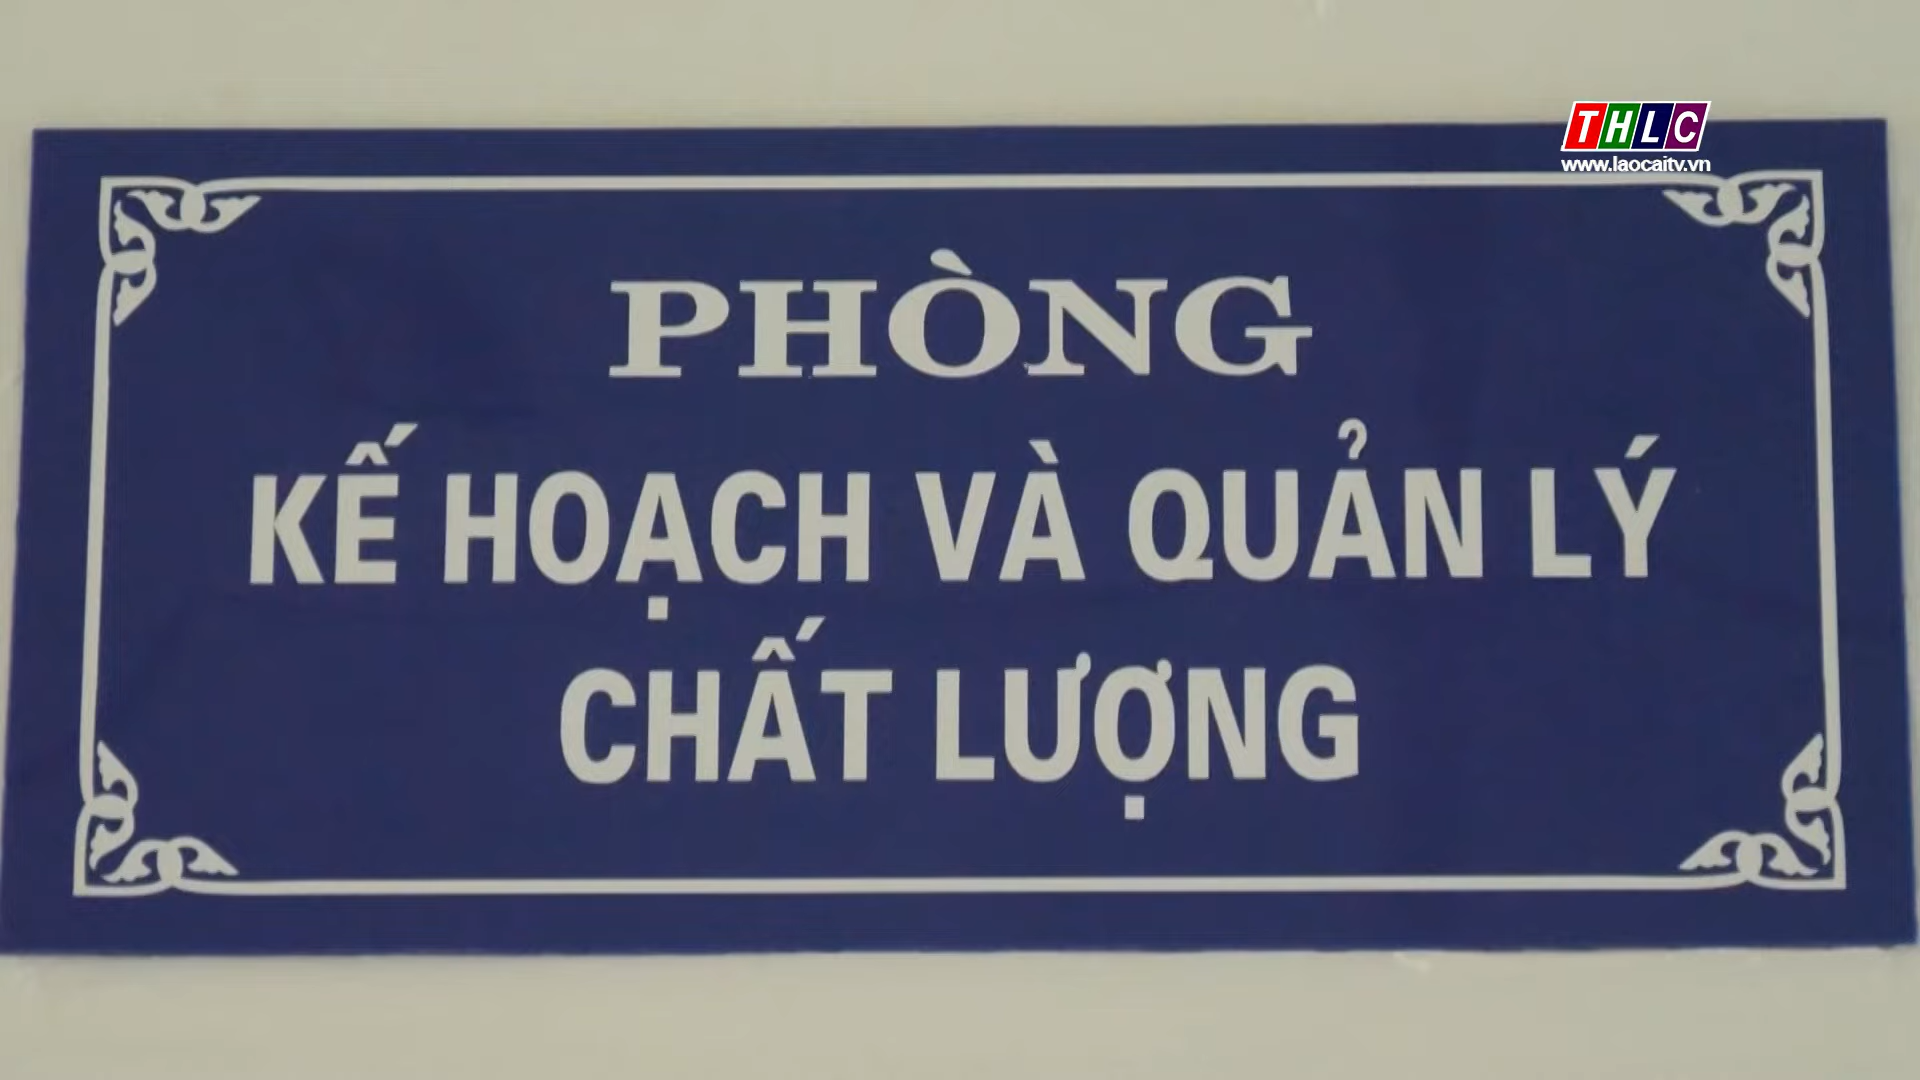 THLC
www.laocaitv.vn
PHÒNG
KẾ HOẠCH VÀ QUẢN LÝ
CHẤT LƯỢNG